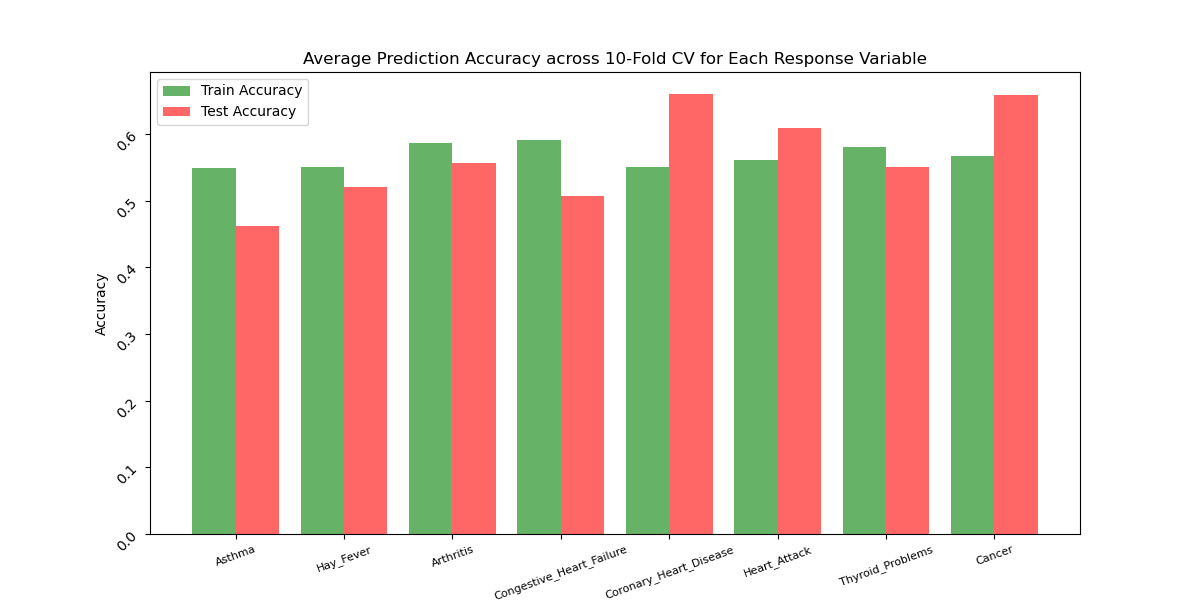 Average Prediction Accuracy across 10-Fold CV for Each Response Variable
Train Accuracy
Test Accuracy
Accuracy
0.6
0.5
0.4
0.3
0.2
0.1
0.0
Asthma
Hay_Fever
Arthritis
Congestive_Heart_Failure
Coronary_Heart_Disease
Heart_Attack
Thyroid_Problems
Cancer